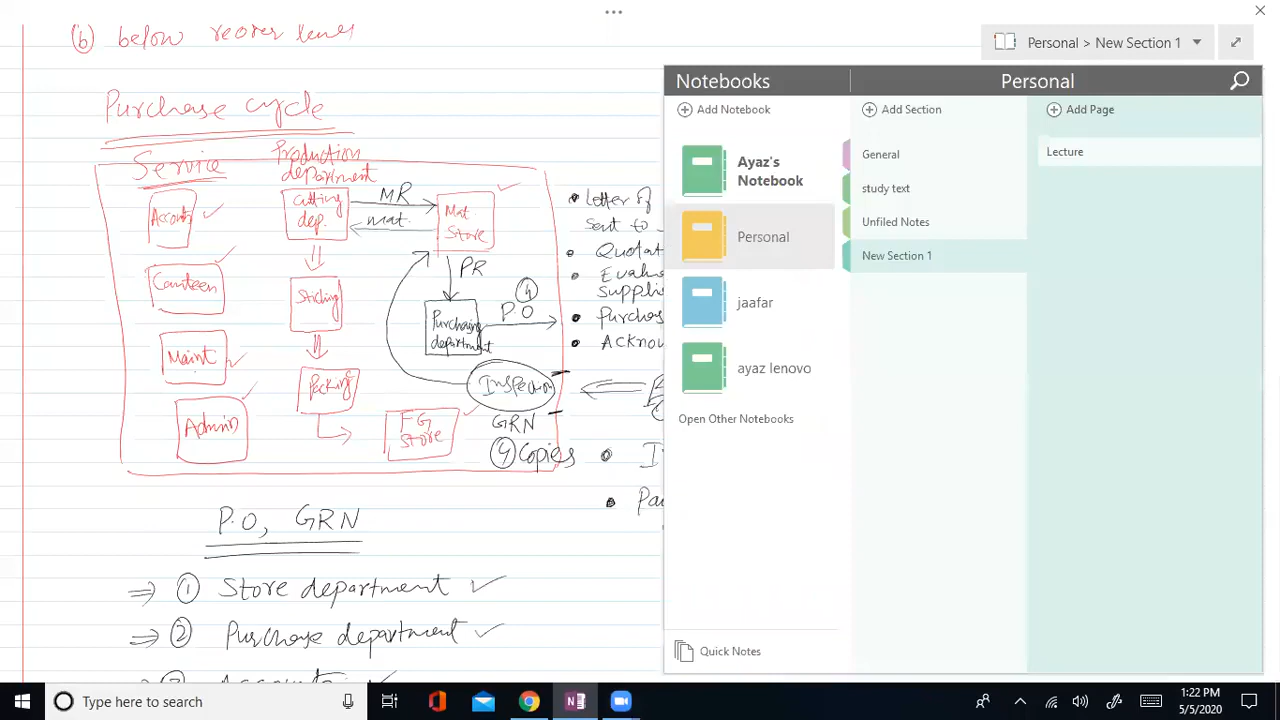 (b) below reorer level
Personal > New Section 1
Notebooks
Personal
Add Notebook
Add Section
Add Page
Ayaz's
Notebook
Personal
jaafar
ayaz lenovo
Open Other Notebooks
Quick Notes
General
study text
Unfiled Notes
New Section 1
Lecture
Purchase cycle
Service
Production
department
Accounts
Canteen
Maint
Admin
Cutting
dep.
Stiching
Packing
FG
Store
MR
mat.
Mat.
Store
PR
Purchasing
department
P.O
4
Inspection
GRN
4 Copies
Letter of
sent to
Quotat
Evalua
supplie
Purchas
Acknow
P.O, GRN
⇒ 1 Store department ✓
⇒ 2 Purchase department ✓
Type here to search
1:22 PM
5/5/2020